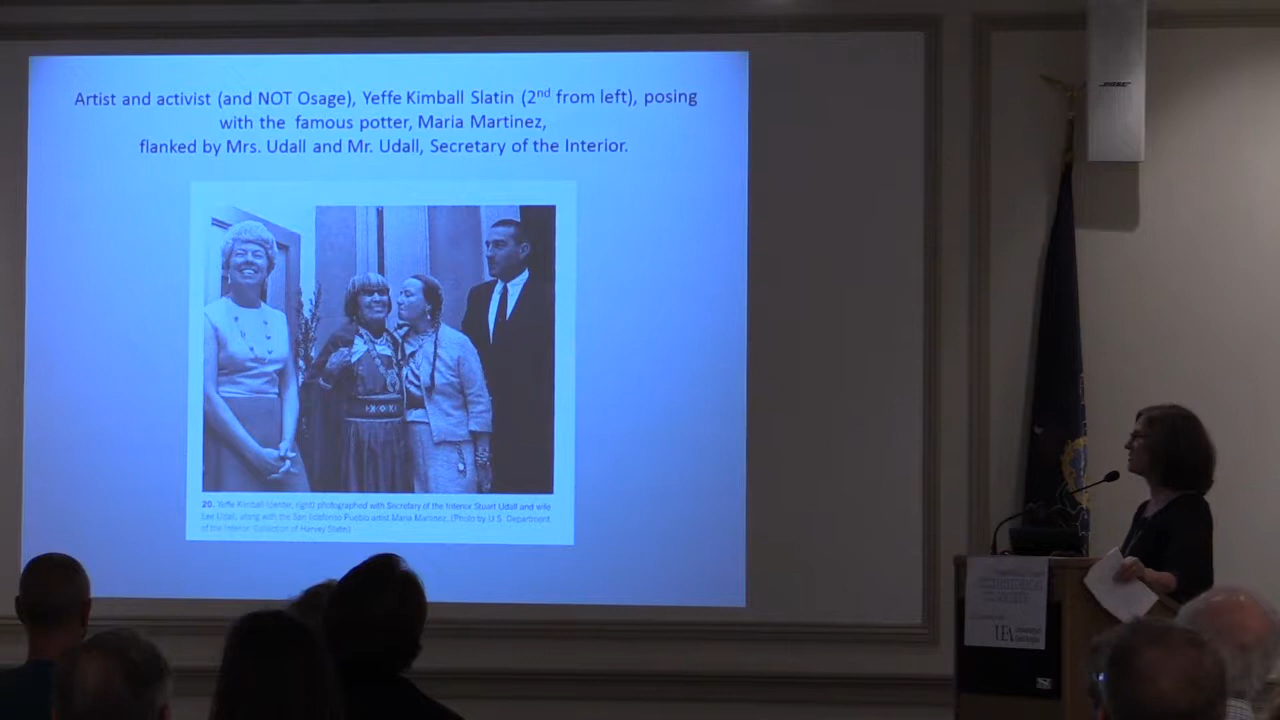 Artist and activist (and NOT Osage), Yeffe Kimball Slatin (2nd from left), posing
with the famous potter, Maria Martinez,
flanked by Mrs. Udall and Mr. Udall, Secretary of the Interior.
20. Yeffe Kimball (center, right) photographed with Secretary of the Interior Stuart Udall and wife
Lee Udall, along with the San Ildefonso Pueblo artist Maria Martinez. (Photo by U.S. Department
of the Interior. Collection of Harvey Slatin)
BOSE
UEA